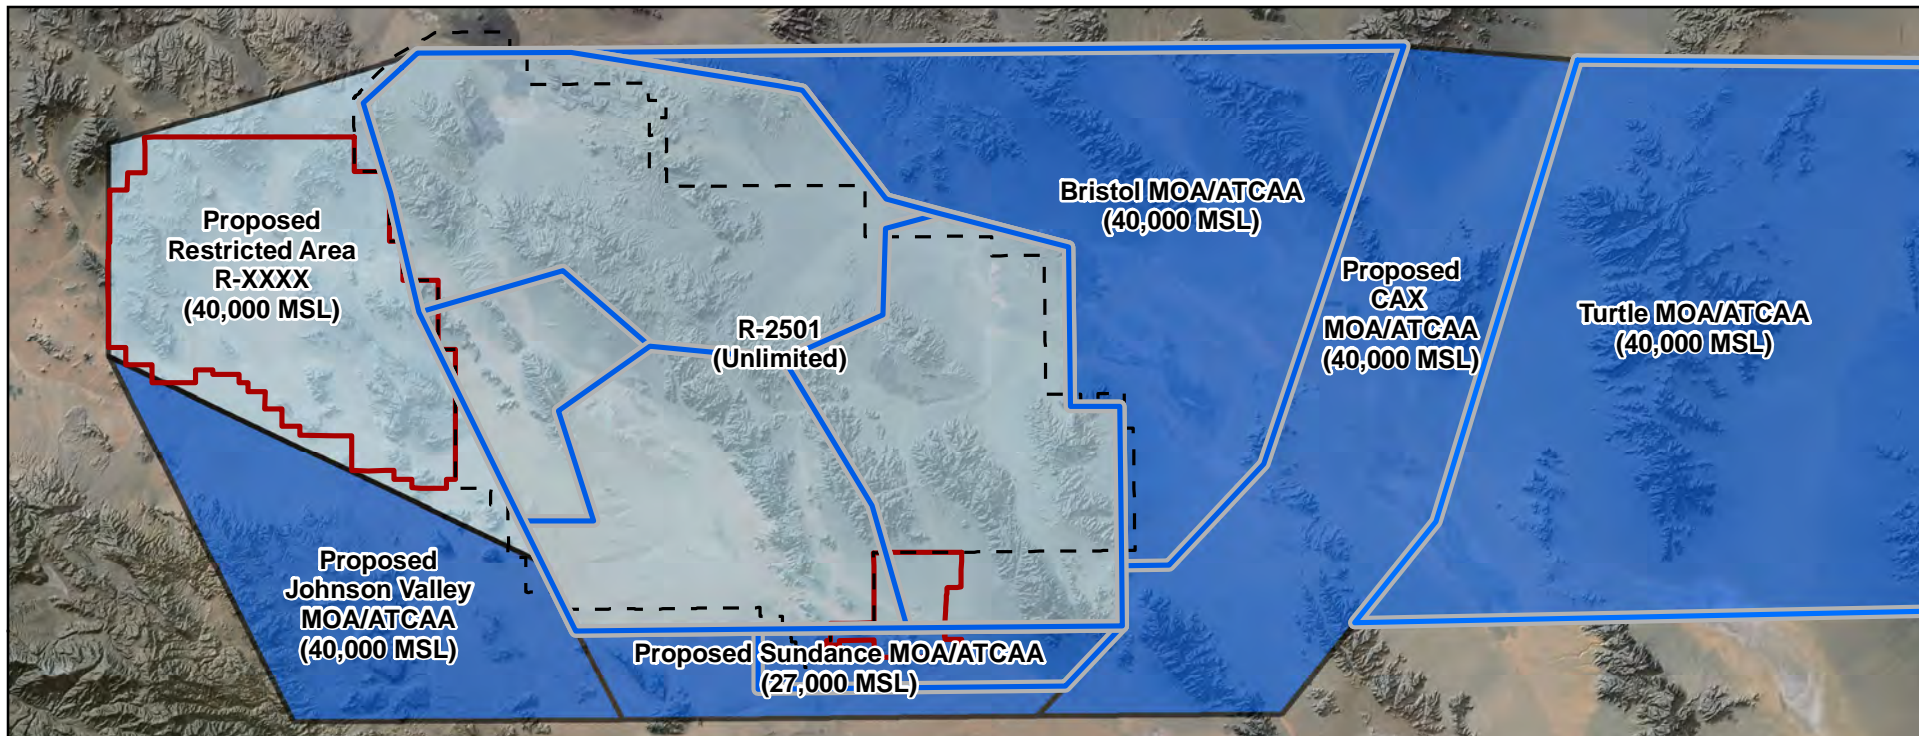 Proposed
Restricted Area
R-XXXX
(40,000 MSL)
R-2501
(Unlimited)
Bristol MOA/ATCAA
(40,000 MSL)
Proposed
CAX
MOA/ATCAA
(40,000 MSL)
Turtle MOA/ATCAA
(40,000 MSL)
Proposed
Johnson Valley
MOA/ATCAA
(40,000 MSL)
Proposed Sundance MOA/ATCAA
(27,000 MSL)